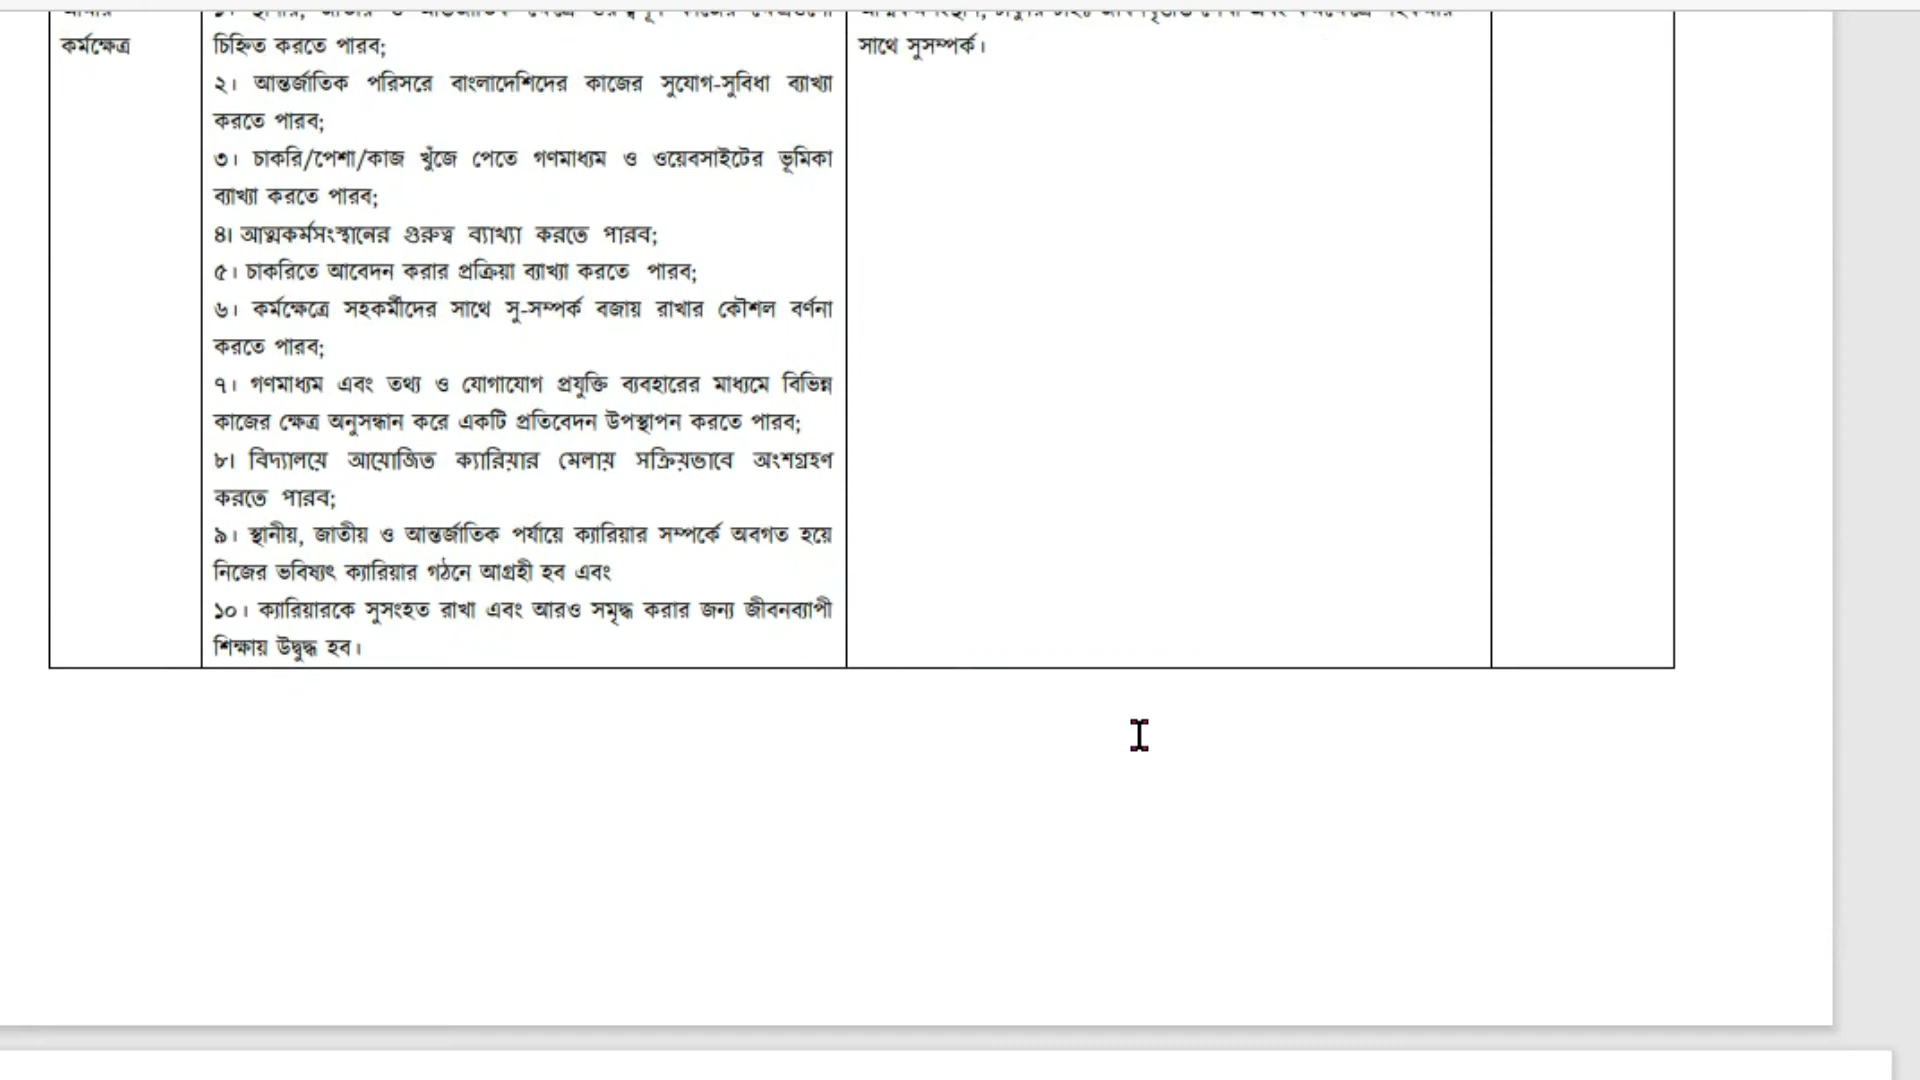 কর্মক্ষেত্র
চিহ্নিত করতে পারব;
২। আন্তর্জাতিক পরিসরে বাংলাদেশিদের কাজের সুযোগ-সুবিধা ব্যাখ্যা
করতে পারব;
৩। চাকরি/পেশা/কাজ খুঁজে পেতে গণমাধ্যম ও ওয়েবসাইটের ভূমিকা
ব্যাখ্যা করতে পারব;
৪। আত্মকর্মসংস্থানের গুরুত্ব ব্যাখ্যা করতে পারব;
৫। চাকরিতে আবেদন করার প্রক্রিয়া ব্যাখ্যা করতে পারব;
৬। কর্মক্ষেত্রে সহকর্মীদের সাথে সু-সম্পর্ক বজায় রাখার কৌশল বর্ণনা
করতে পারব;
৭। গণমাধ্যম এবং তথ্য ও যোগাযোগ প্রযুক্তি ব্যবহারের মাধ্যমে বিভিন্ন
কাজের ক্ষেত্র অনুসন্ধান করে একটি প্রতিবেদন উপস্থাপন করতে পারব;
৮। বিদ্যালয়ে আয়োজিত ক্যারিয়ার মেলায় সক্রিয়ভাবে অংশগ্রহণ
করতে পারব;
৯। স্থানীয়, জাতীয় ও আন্তর্জাতিক পর্যায়ে ক্যারিয়ার সম্পর্কে অবগত হয়ে
নিজের ভবিষ্যৎ ক্যারিয়ার গঠনে আগ্রহী হব এবং
১০। ক্যারিয়ারকে সুসংহত রাখা এবং আরও সমৃদ্ধ করার জন্য জীবনব্যাপী
শিক্ষায় উদ্বুদ্ধ হব।
সাথে সুসম্পর্ক।